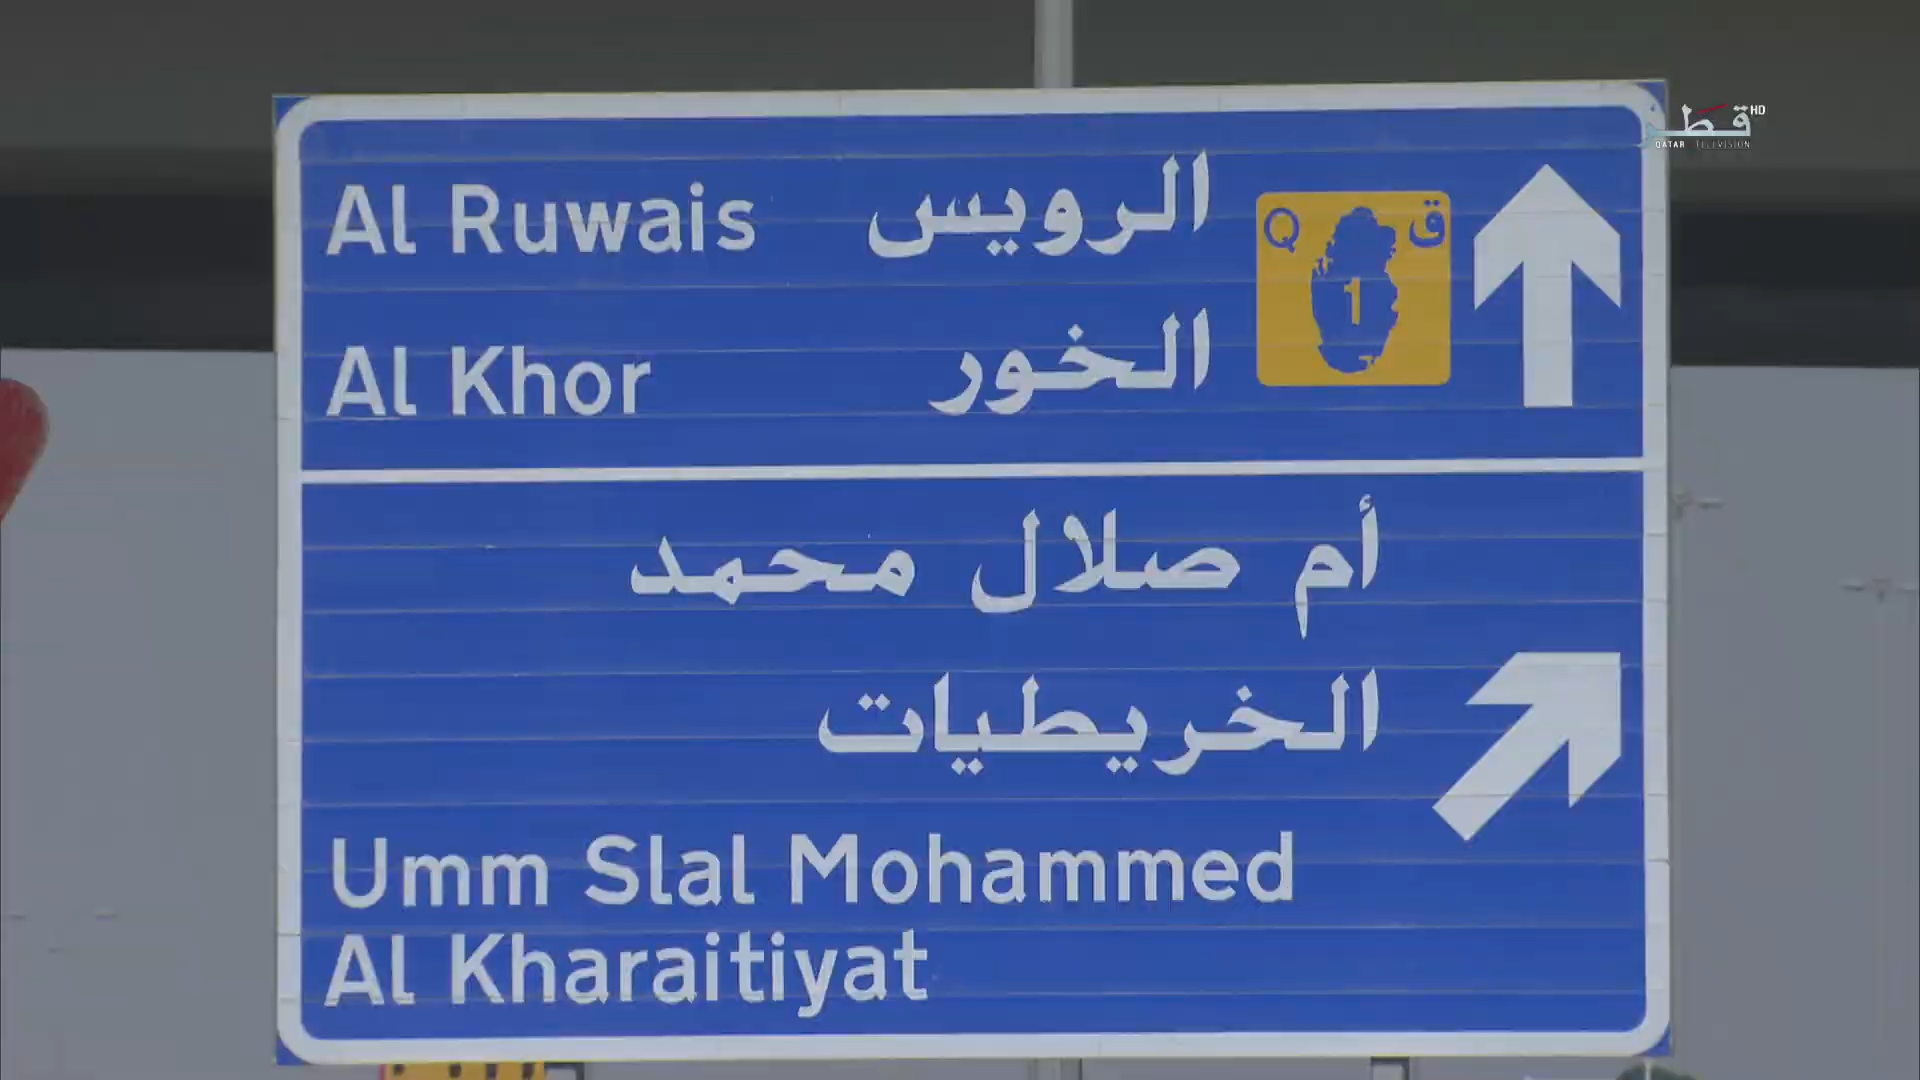 Al Ruwais الرويس
Al Khor الخور
Q 1 ق
أم صلال محمد
الخريطيات
Umm Slal Mohammed
Al Kharaitiyat
قطر HD
QATAR TELEVISION